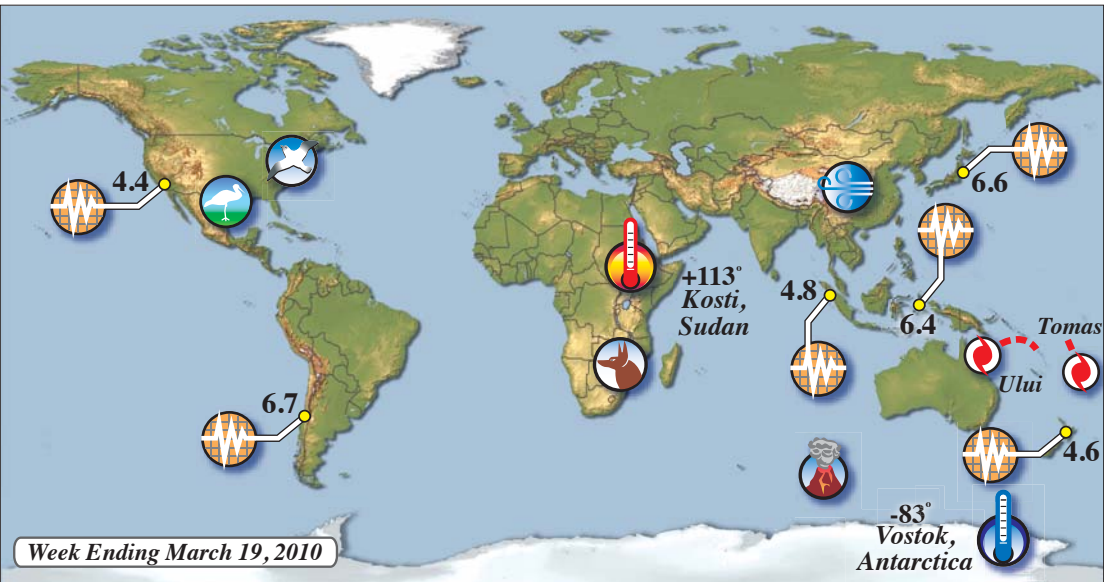 4.4
6.6
+113°
Kosti,
Sudan
4.8
6.4
Tomas
Ului
6.7
4.6
-83°
Vostok,
Antarctica
Week Ending March 19, 2010